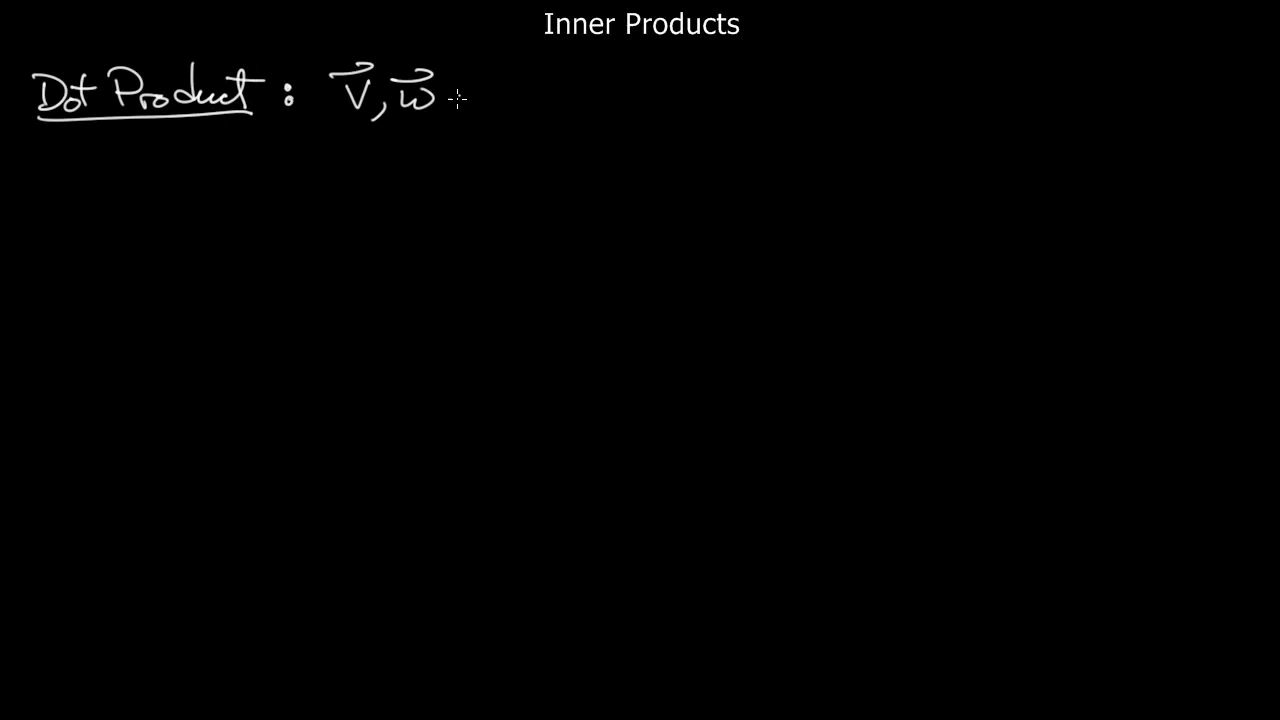 Inner Products
Dot Product : v⃗, w⃗